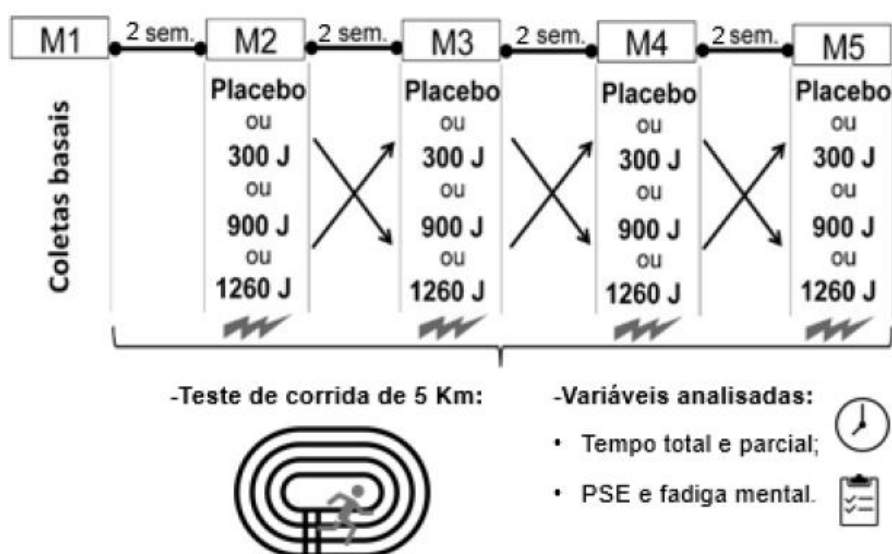 M1 2 sem. M2 2 sem. M3 2 sem. M4 2 sem. M5
Coletas basais
Placebo Placebo Placebo Placebo
ou ou ou ou
300 J 300 J 300 J 300 J
ou ou ou ou
900 J 900 J 900 J 900 J
ou ou ou ou
1260 J 1260 J 1260 J 1260 J
-Teste de corrida de 5 Km:
-Variáveis analisadas:
• Tempo total e parcial;
• PSE e fadiga mental.